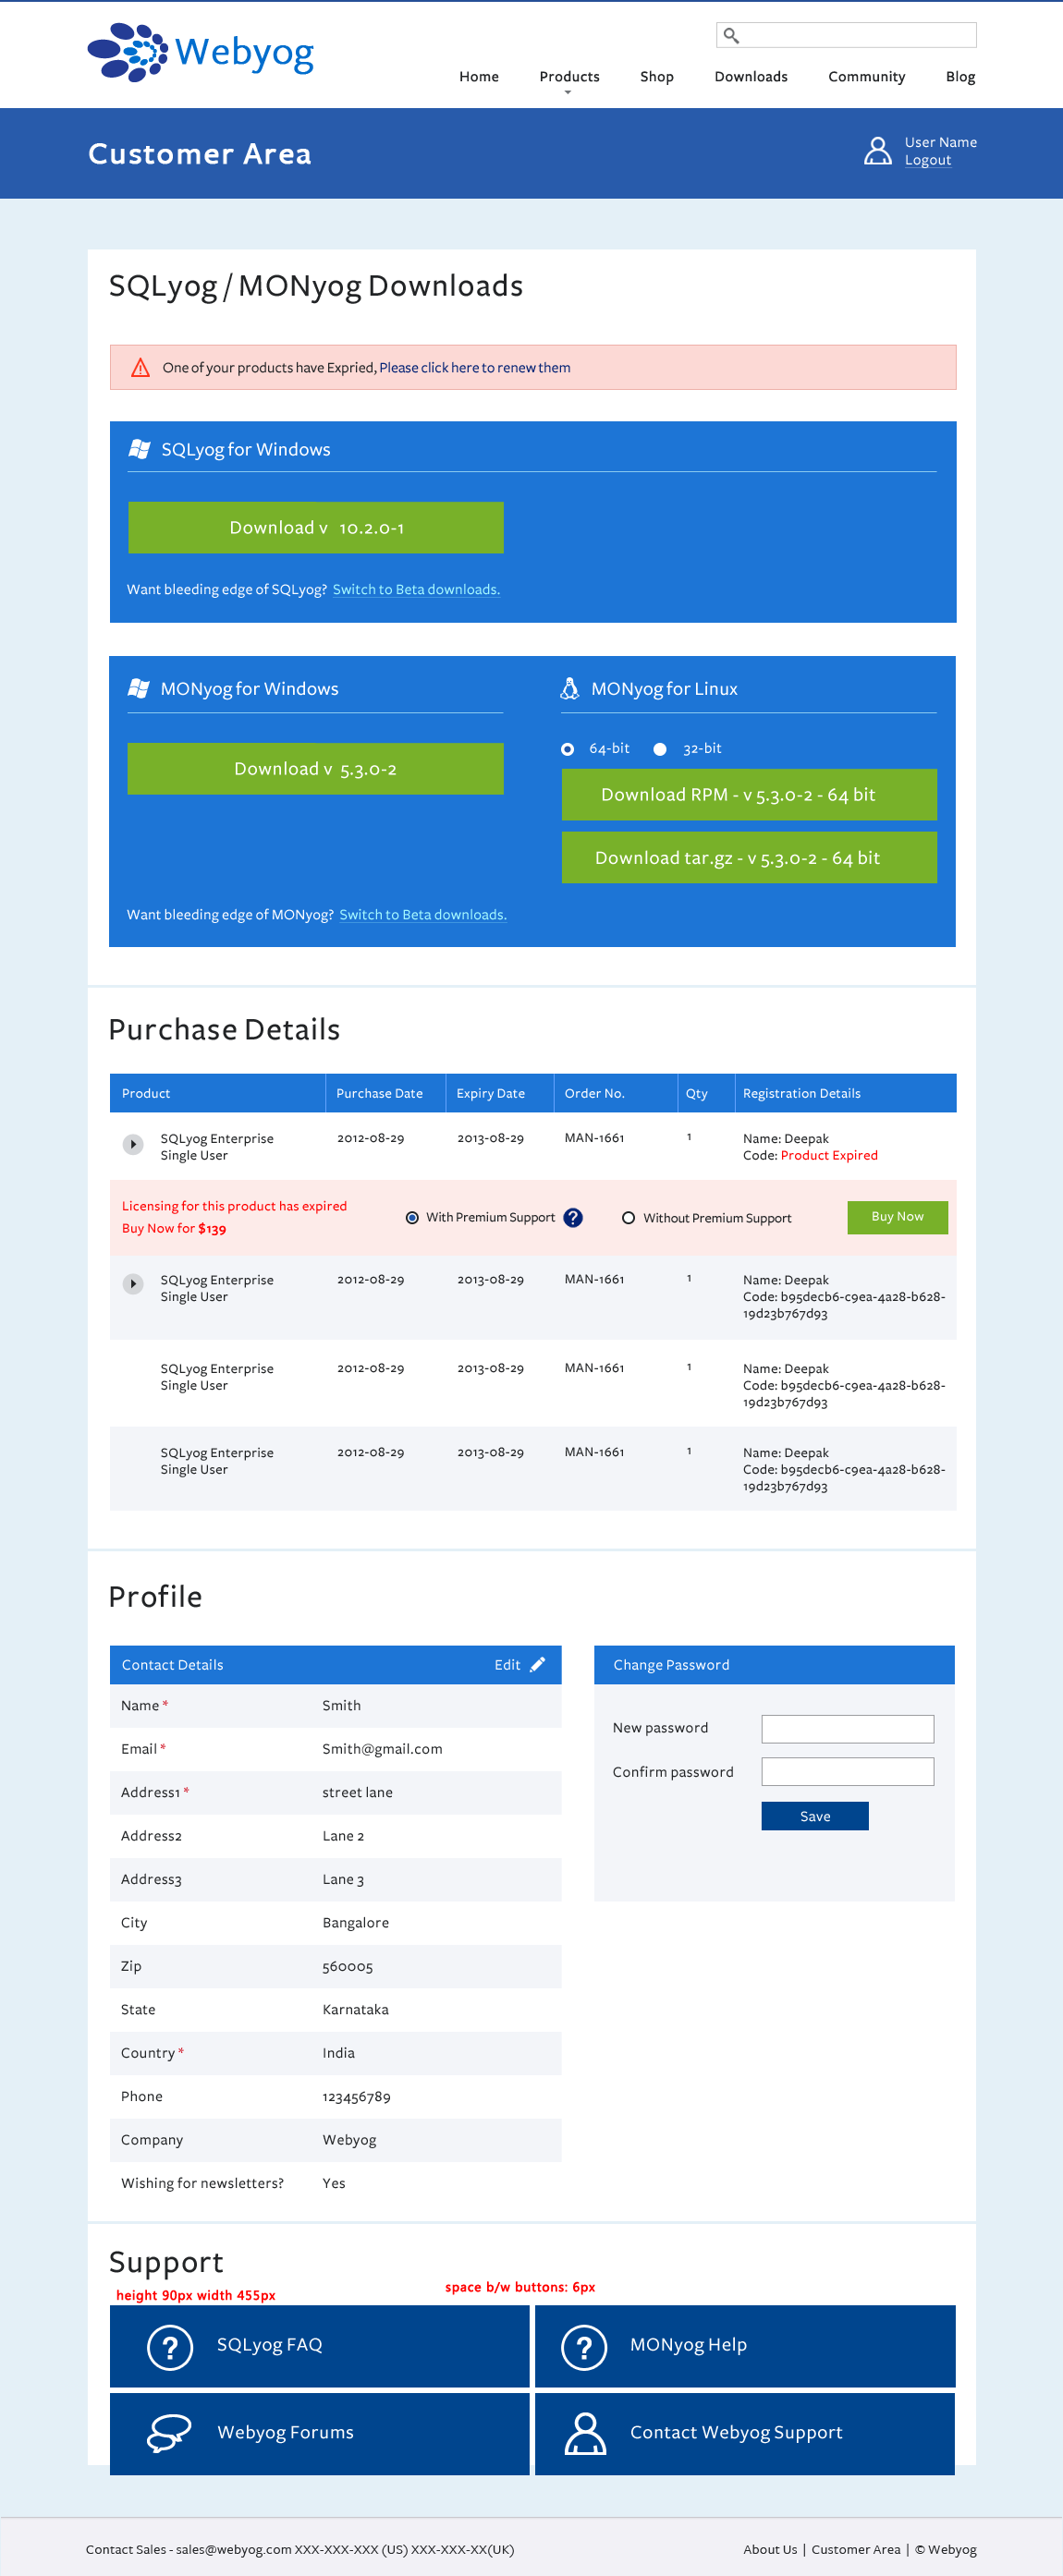 Webyog
Home Products Shop Downloads Community Blog
Customer Area
User Name
Logout
SQLyog / MONyog Downloads
One of your products have Expried, Please click here to renew them
SQLyog for Windows
Download v 10.2.0-1
Want bleeding edge of SQLyog? Switch to Beta downloads.
MONyog for Windows
Download v 5.3.0-2
MONyog for Linux
64-bit 32-bit
Download RPM - v 5.3.0-2 - 64 bit
Download tar.gz - v 5.3.0-2 - 64 bit
Want bleeding edge of MONyog? Switch to Beta downloads.
Purchase Details
Product Purchase Date Expiry Date Order No. Qty Registration Details
SQLyog Enterprise 2012-08-29 2013-08-29 MAN-1661 1 Name: Deepak
Single User Code: Product Expired
Licensing for this product has expired
Buy Now for $139
With Premium Support ? Without Premium Support Buy Now
SQLyog Enterprise 2012-08-29 2013-08-29 MAN-1661 1 Name: Deepak
Single User Code: b95decb6-c9ea-4a28-b628-
19d23b767d93
SQLyog Enterprise 2012-08-29 2013-08-29 MAN-1661 1 Name: Deepak
Single User Code: b95decb6-c9ea-4a28-b628-
19d23b767d93
SQLyog Enterprise 2012-08-29 2013-08-29 MAN-1661 1 Name: Deepak
Single User Code: b95decb6-c9ea-4a28-b628-
19d23b767d93
Profile
Contact Details Edit
Name * Smith
Email * Smith@gmail.com
Address1 * street lane
Address2 Lane 2
Address3 Lane 3
City Bangalore
Zip 560005
State Karnataka
Country * India
Phone 123456789
Company Webyog
Wishing for newsletters? Yes
Change Password
New password
Confirm password
Save
Support
height 90px width 455px
space b/w buttons: 6px
? SQLyog FAQ
? MONyog Help
Webyog Forums
Contact Webyog Support
Contact Sales - sales@webyog.com XXX-XXX-XXX (US) XXX-XXX-XX(UK)
About Us | Customer Area | © Webyog